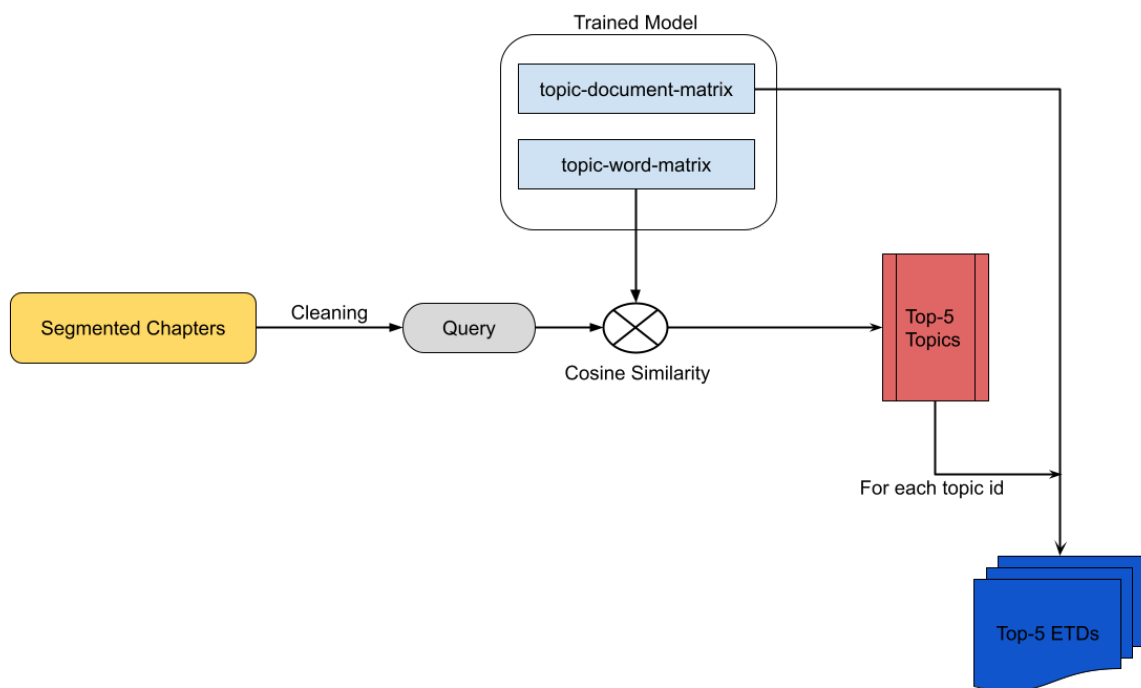 Trained Model
topic-document-matrix
topic-word-matrix
Segmented Chapters
Cleaning
Query
Cosine Similarity
Top-5
Topics
For each topic id
Top-5 ETDs